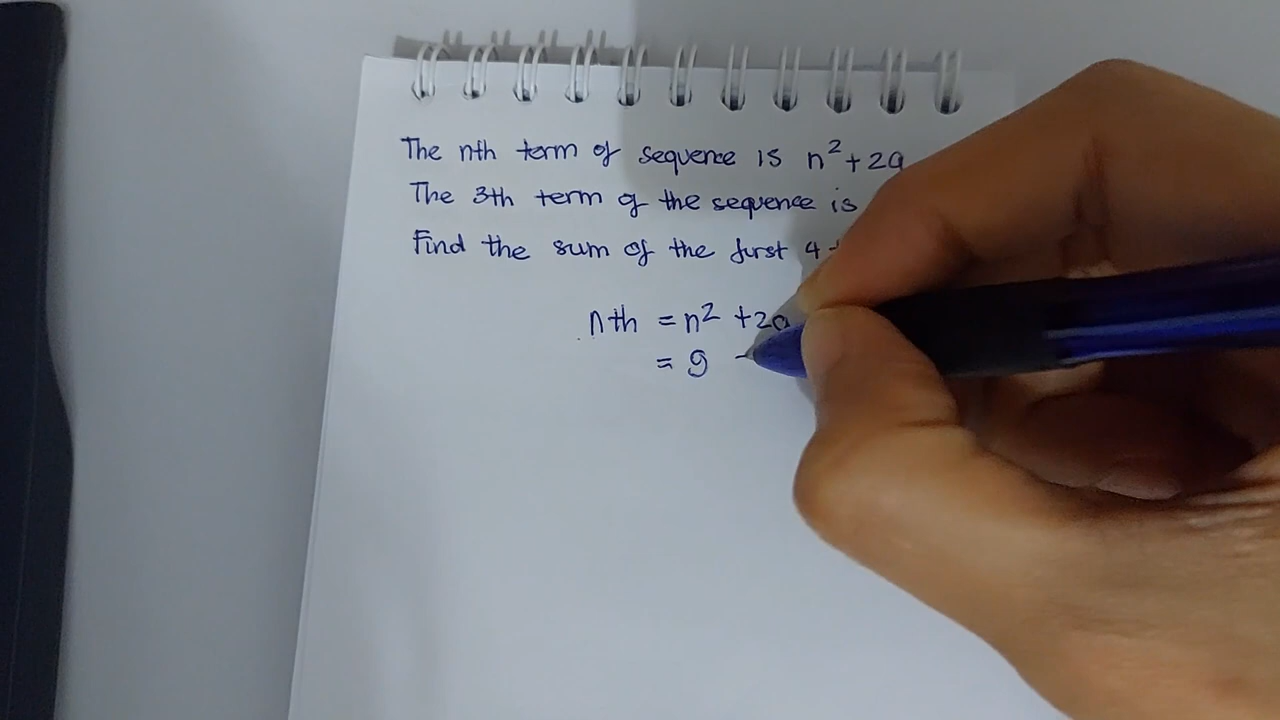 The nth term of sequence is n²+2a
The 3th term of the sequence is
Find the sum of the first 4
nth = n² +2a
= 9